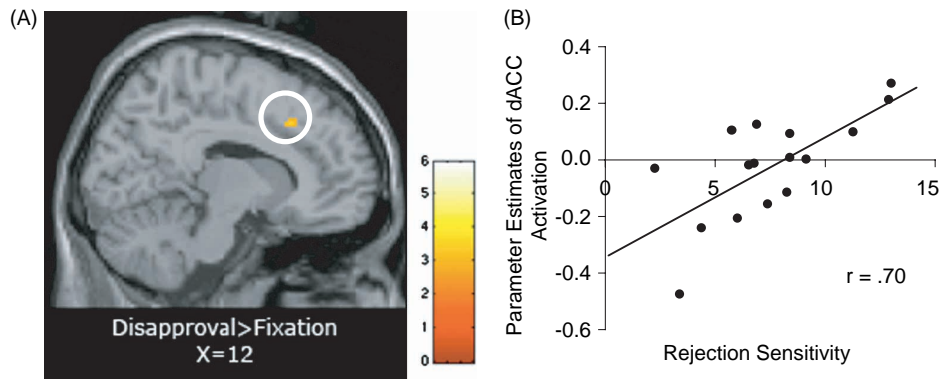 (A)
Disapproval>Fixation
X=12
6
5
4
3
2
1
0
(B)
Parameter Estimates of dACC
Activation
0.4
0.2
0.0
-0.2
-0.4
-0.6
0
5
10
15
r = .70
Rejection Sensitivity